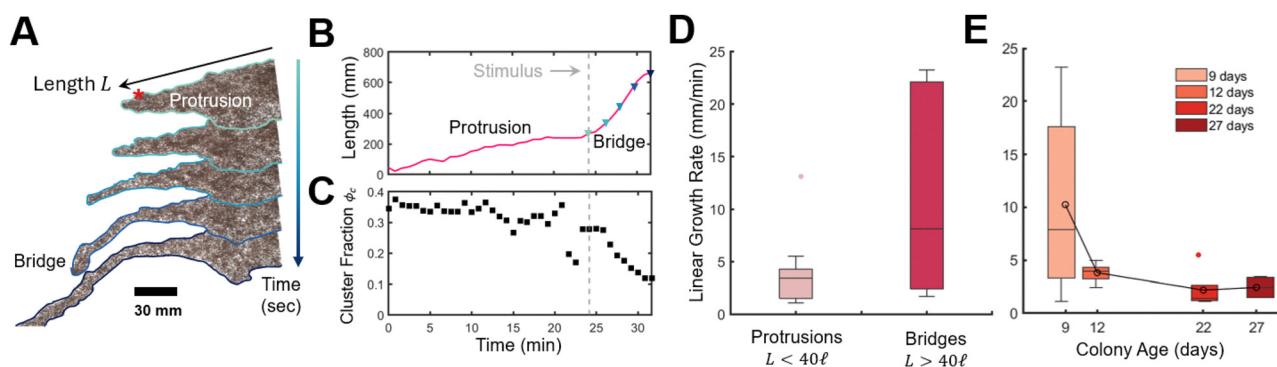 A
Length L
*
Protrusion
Bridge
30 mm
Time
(sec)
B
Length (mm)
800
600
400
200
0
Stimulus →
Protrusion
Bridge
C
Cluster Fraction ϕc
0.4
0.3
0.2
0.1
0
0 5 10 15 20 25 30
Time (min)
D
Linear Growth Rate (mm/min)
25
20
15
10
5
0
Protrusions
L < 40ℓ
Bridges
L > 40ℓ
E
25
20
15
10
5
0
9 days
12 days
22 days
27 days
9 12 22 27
Colony Age (days)